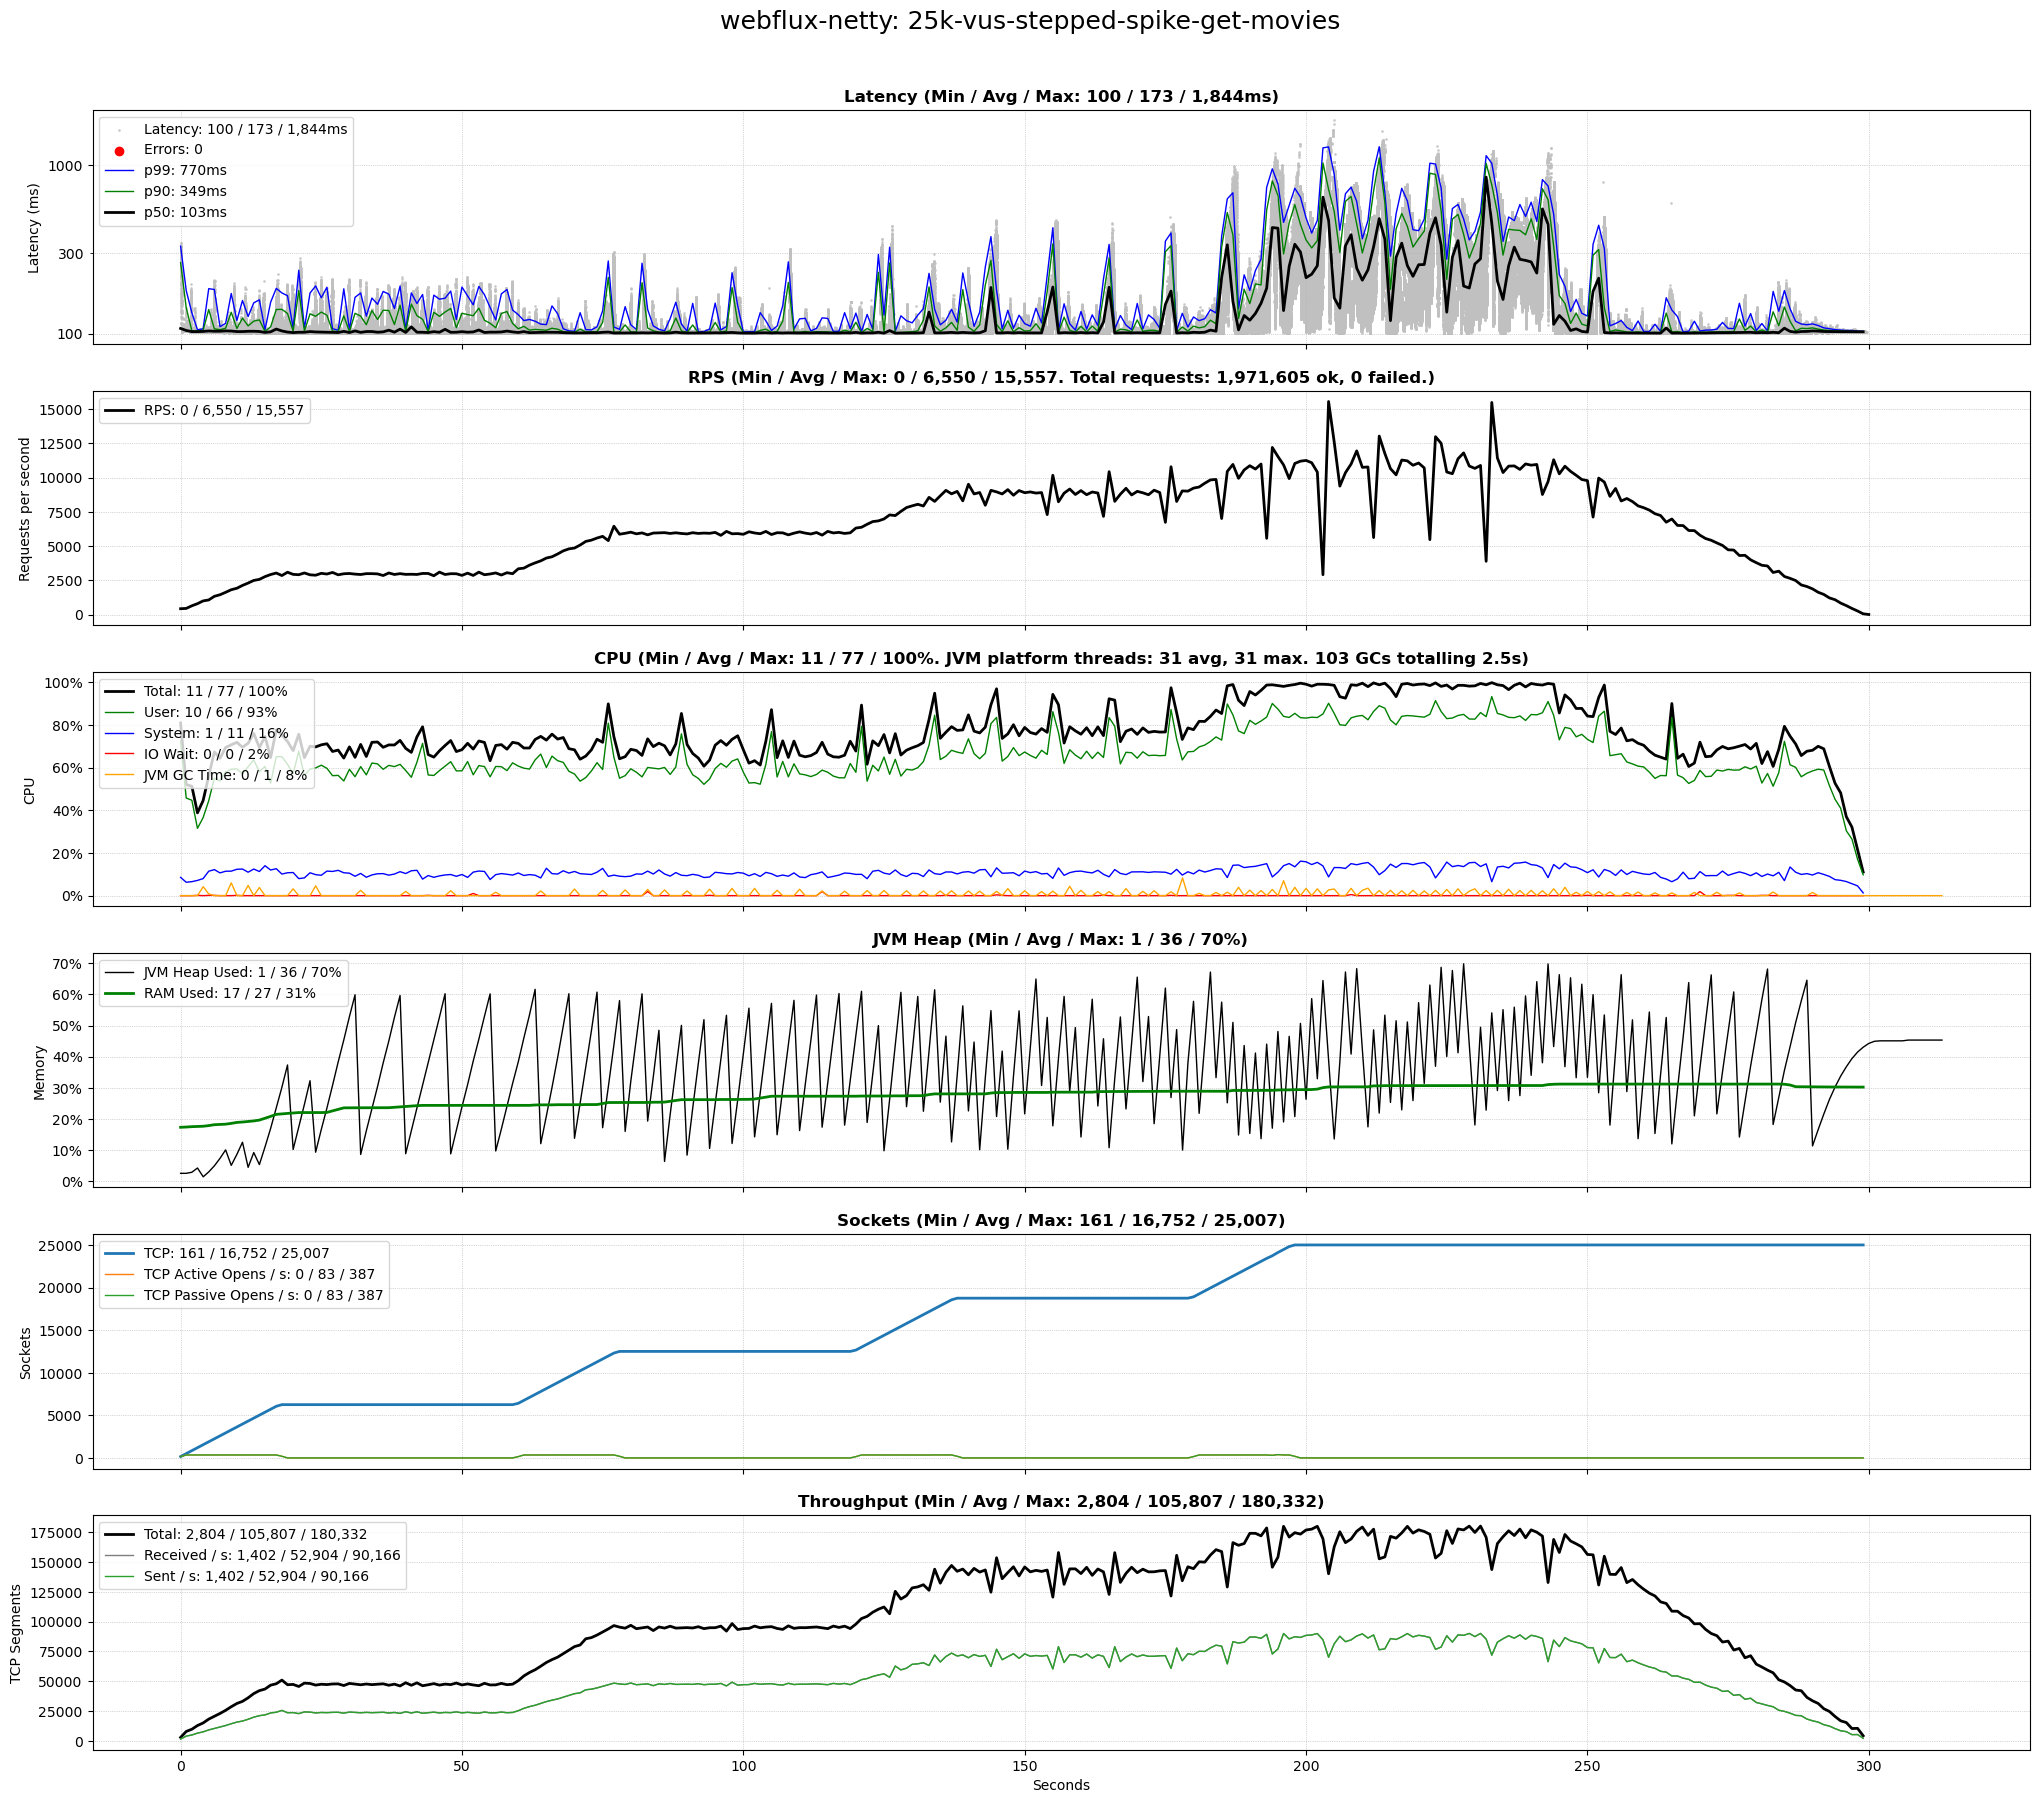 webflux-netty: 25k-vus-stepped-spike-get-movies
Latency (Min / Avg / Max: 100 / 173 / 1,844ms)
Latency: 100 / 173 / 1,844ms
Errors: 0
p99: 770ms
p90: 349ms
p50: 103ms
1000
300
100
Latency (ms)
RPS (Min / Avg / Max: 0 / 6,550 / 15,557. Total requests: 1,971,605 ok, 0 failed.)
RPS: 0 / 6,550 / 15,557
15000
12500
10000
7500
5000
2500
0
Requests per second
CPU (Min / Avg / Max: 11 / 77 / 100%. JVM platform threads: 31 avg, 31 max. 103 GCs totalling 2.5s)
Total: 11 / 77 / 100%
User: 10 / 66 / 93%
System: 1 / 11 / 16%
IO Wait: 0 / 0 / 2%
JVM GC Time: 0 / 1 / 8%
100%
80%
60%
40%
20%
0%
CPU
JVM Heap (Min / Avg / Max: 1 / 36 / 70%)
JVM Heap Used: 1 / 36 / 70%
RAM Used: 17 / 27 / 31%
70%
60%
50%
40%
30%
20%
10%
0%
Memory
Sockets (Min / Avg / Max: 161 / 16,752 / 25,007)
TCP: 161 / 16,752 / 25,007
TCP Active Opens / s: 0 / 83 / 387
TCP Passive Opens / s: 0 / 83 / 387
25000
20000
15000
10000
5000
0
Sockets
Throughput (Min / Avg / Max: 2,804 / 105,807 / 180,332)
Total: 2,804 / 105,807 / 180,332
Received / s: 1,402 / 52,904 / 90,166
Sent / s: 1,402 / 52,904 / 90,166
175000
150000
125000
100000
75000
50000
25000
0
TCP Segments
0 50 100 150 200 250 300
Seconds